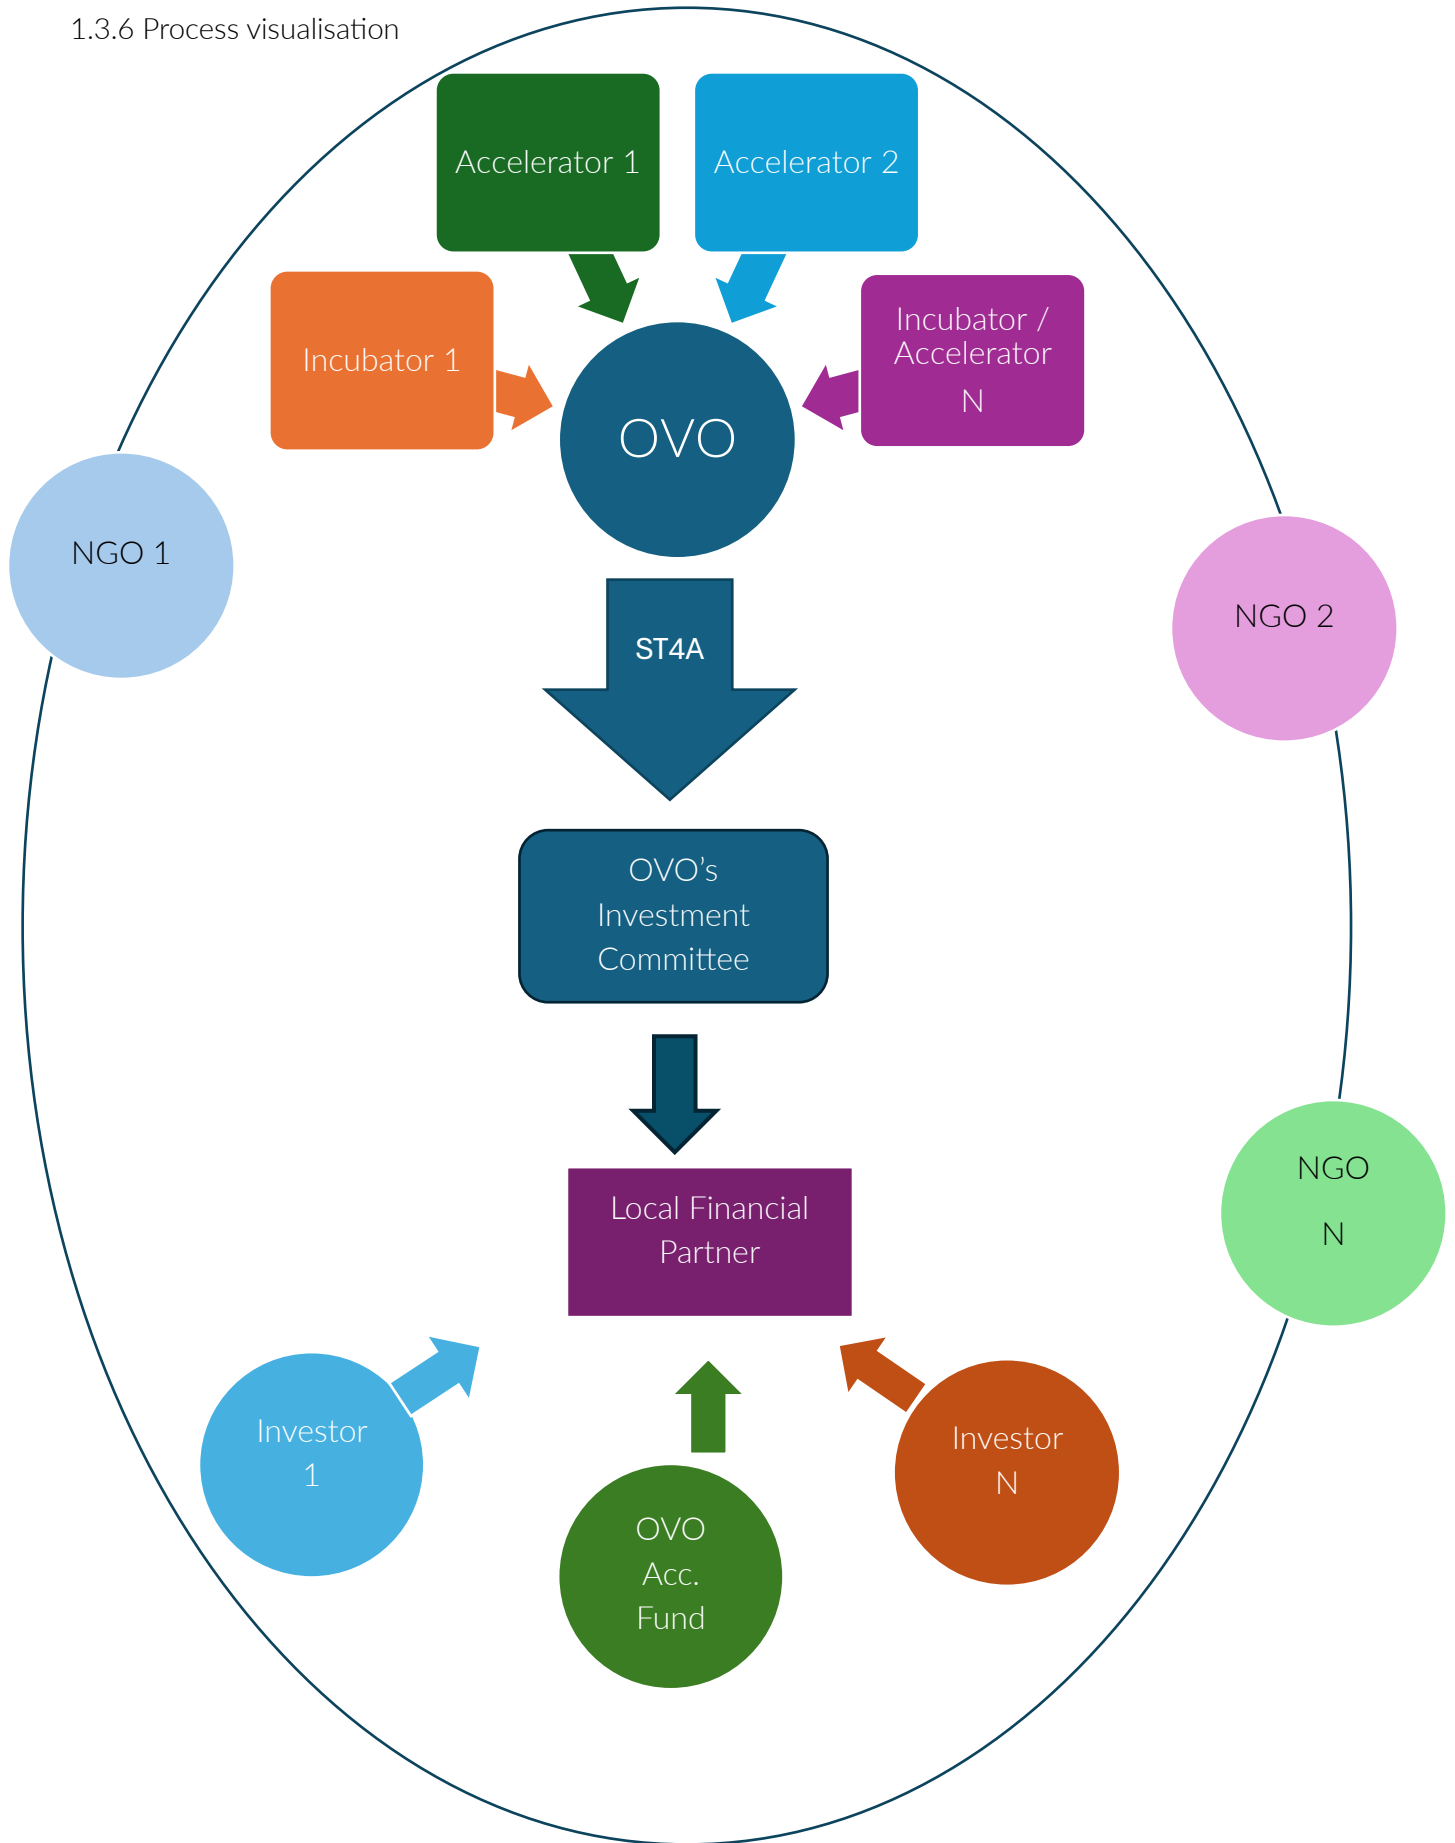 1.3.6 Process visualisation
Accelerator 1
Accelerator 2
Incubator 1
Incubator /
Accelerator
N
OVO
NGO 1
NGO 2
ST4A
OVO’s
Investment
Committee
NGO
N
Local Financial
Partner
Investor
1
Investor
N
OVO
Acc.
Fund